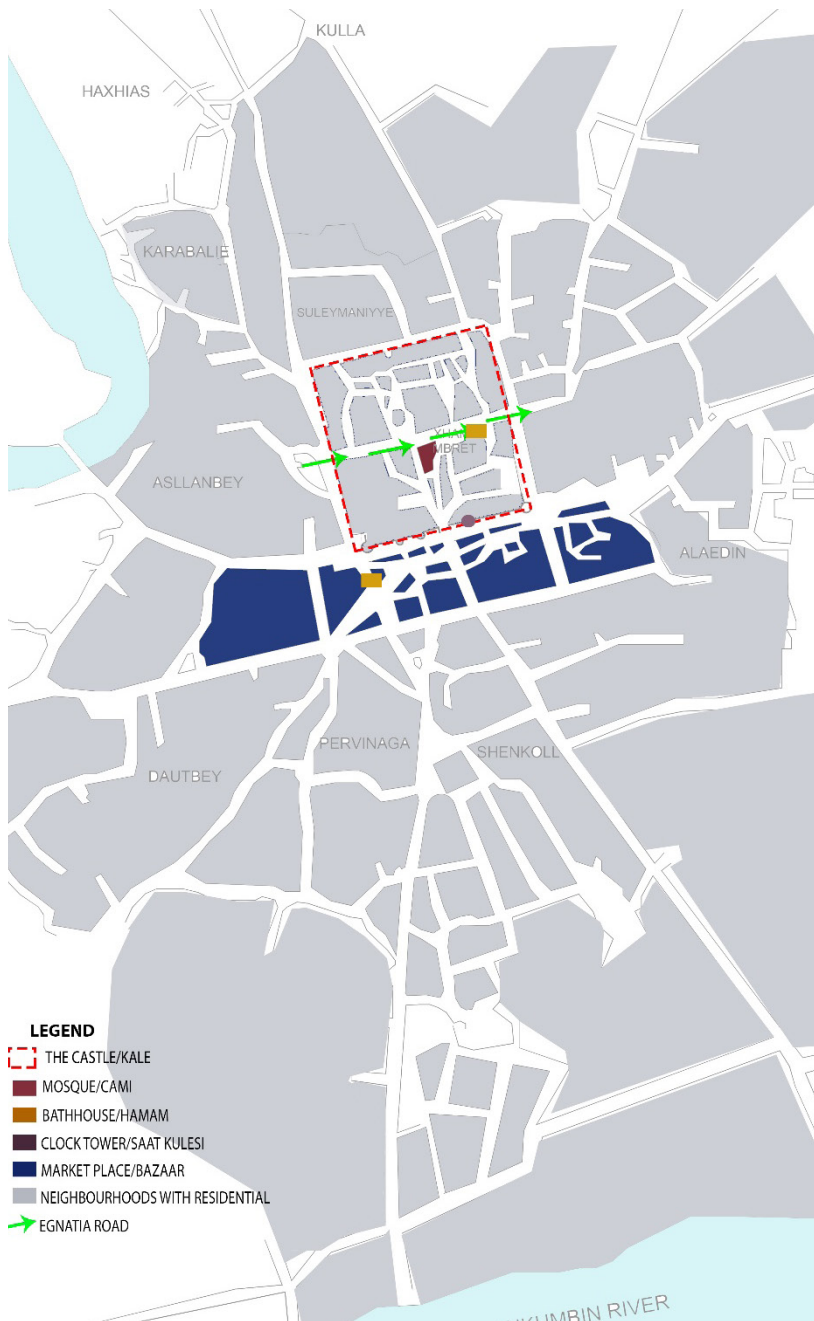 KULLA
HAXHIAS
KARABALIE
SULEYMANIYYE
ASLLANBEY
ALAEDIN
PERVINAGA
SHENKOLL
DAUTBEY
LEGEND
THE CASTLE/KALE
MOSQUE/CAMI
BATHHOUSE/HAMAM
CLOCK TOWER/SAAT KULESI
MARKET PLACE/BAZAAR
NEIGHBOURHOODS WITH RESIDENTIAL
EGNATIA ROAD
RIVER